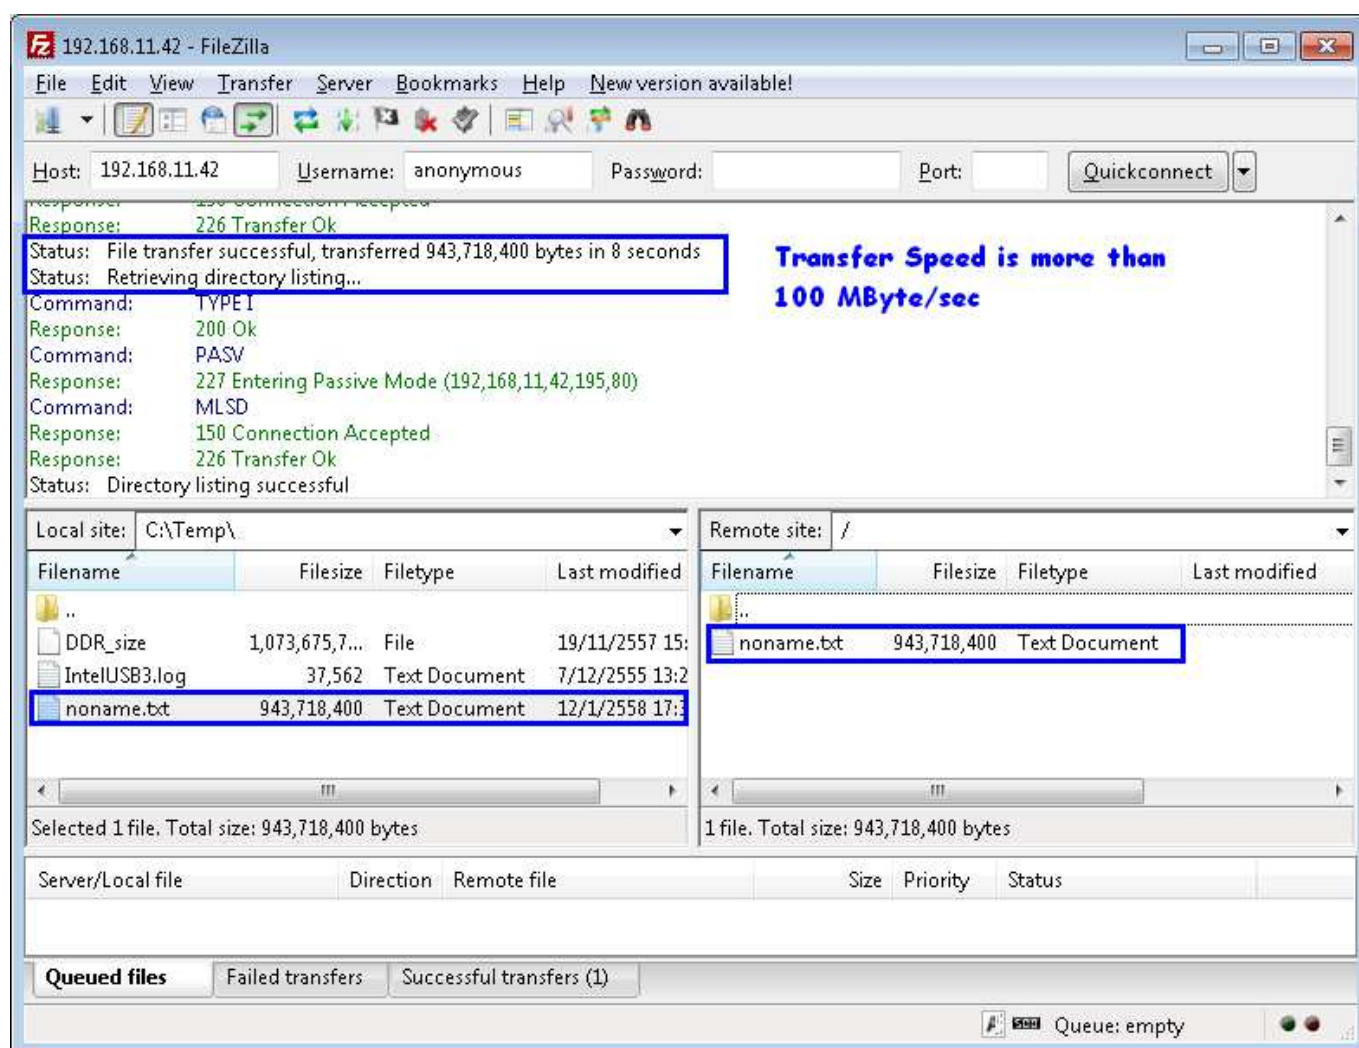 192.168.11.42 - FileZilla
File Edit View Transfer Server Bookmarks Help New version available!
Host: 192.168.11.42 Username: anonymous Password: Port: Quickconnect
Response: 150 Connection Accepted
Response: 226 Transfer Ok
Status: File transfer successful, transferred 943,718,400 bytes in 8 seconds
Status: Retrieving directory listing...
Transfer Speed is more than
100 MByte/sec
Command: TYPE I
Response: 200 Ok
Command: PASV
Response: 227 Entering Passive Mode (192,168,11,42,195,80)
Command: MLSD
Response: 150 Connection Accepted
Response: 226 Transfer Ok
Status: Directory listing successful
Local site: C:\Temp\
Filename Filesize Filetype Last modified
..
DDR_size 1,073,675,7... File 19/11/2557 15:
IntelUSB3.log 37,562 Text Document 7/12/2555 13:2
noname.txt 943,718,400 Text Document 12/1/2558 17:3
Selected 1 file. Total size: 943,718,400 bytes
Remote site: /
Filename Filesize Filetype Last modified
..
noname.txt 943,718,400 Text Document
1 file. Total size: 943,718,400 bytes
Server/Local file Direction Remote file Size Priority Status
Queued files Failed transfers Successful transfers (1)
Queue: empty